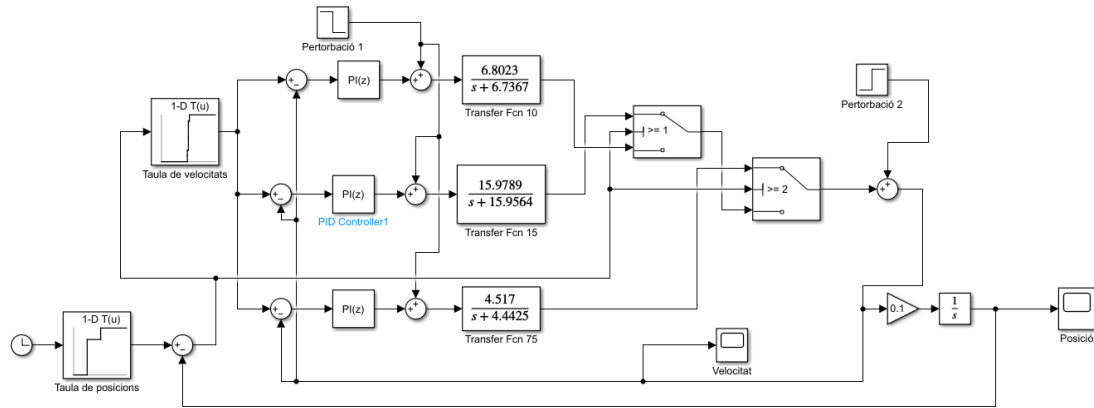 Pertorbació 1
PI(z)
6.8023
s + 6.7367
Transfer Fcn 10
Pertorbació 2
1-D T(u)
Taula de velocitats
>= 1
PI(z)
PID Controller1
15.9789
s + 15.9564
Transfer Fcn 15
>= 2
PI(z)
4.517
s + 4.4425
Transfer Fcn 75
0.1
1
s
Posició
1-D T(u)
Taula de posicions
Velocitat